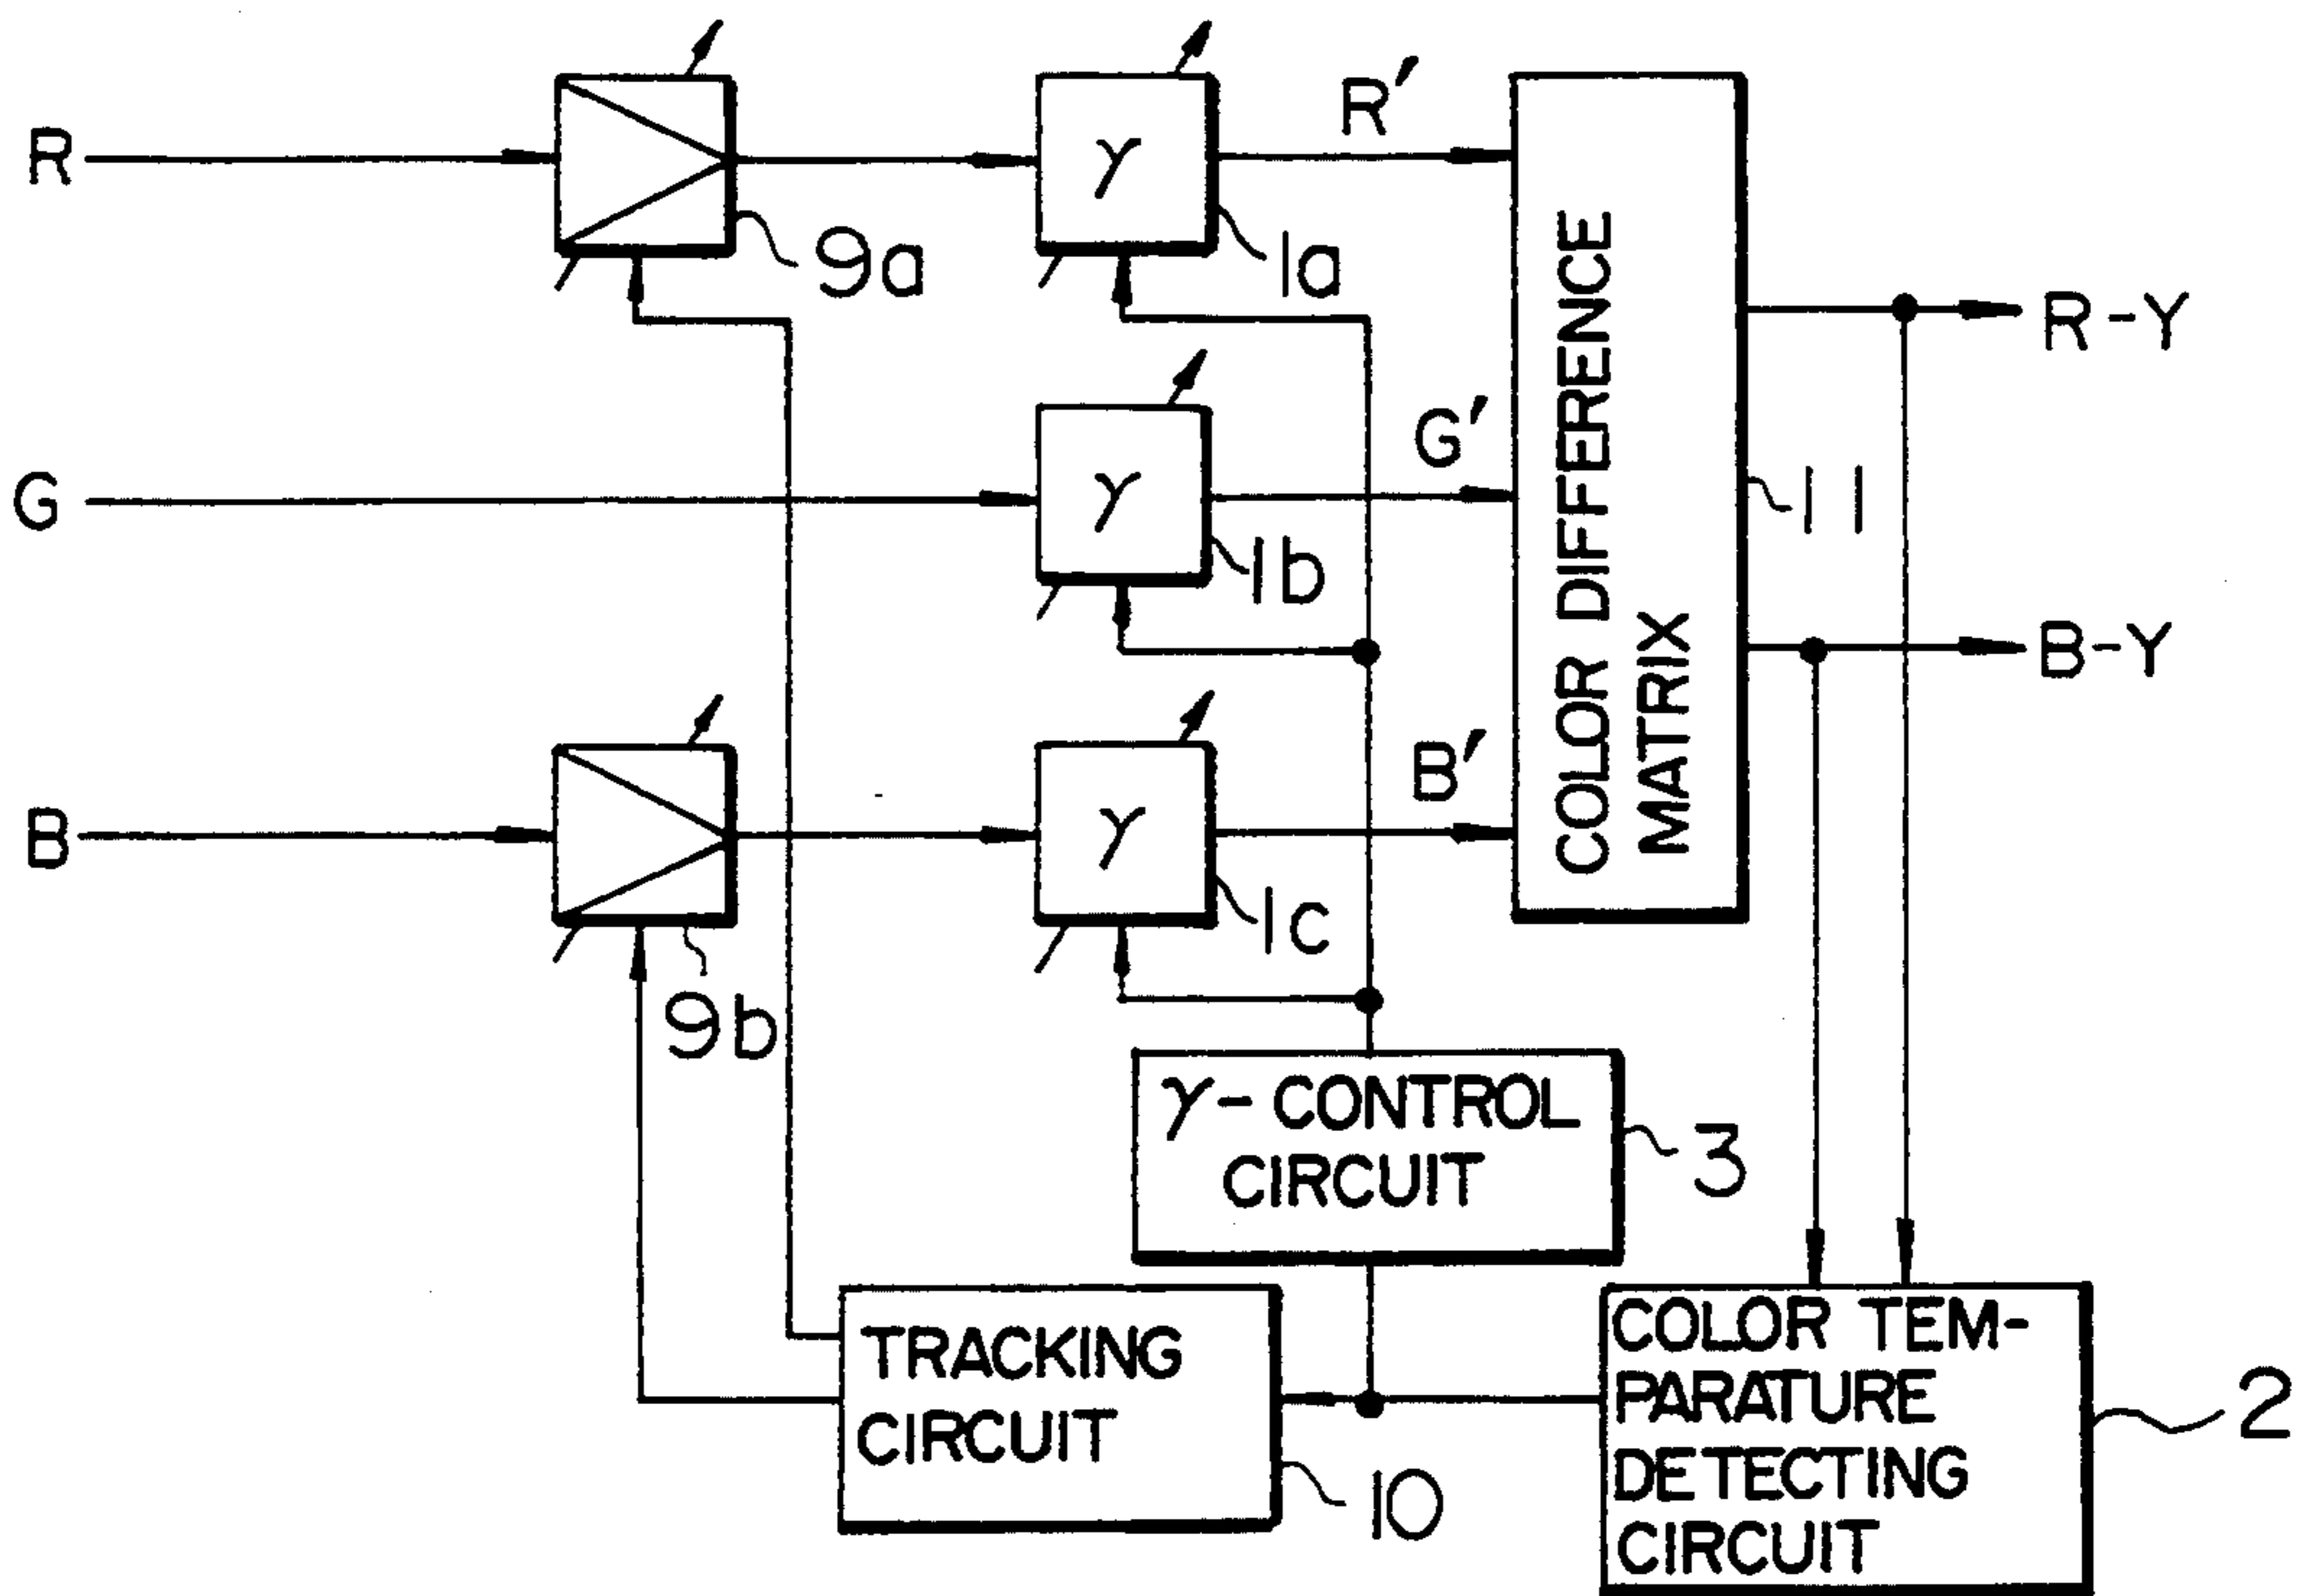 R
9a
γ
1a
R′
COLOR DIFFERENCE
MATRIX
11
R-Y
G
γ
1b
G′
B-Y
B
9b
γ
1c
B′
γ- CONTROL
CIRCUIT
3
TRACKING
CIRCUIT
10
COLOR TEM-
PARATURE
DETECTING
CIRCUIT
2